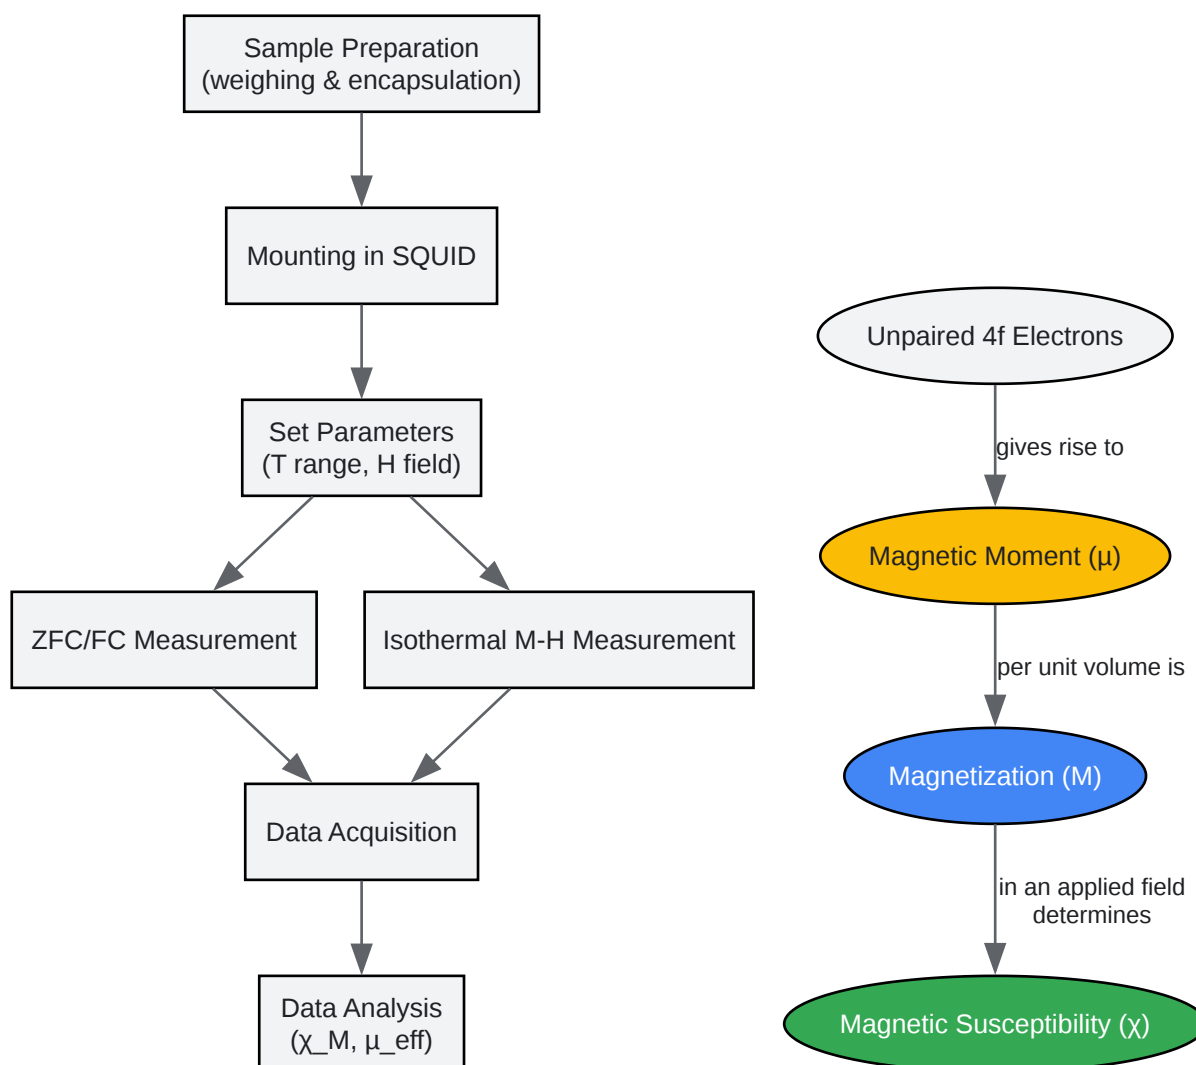 Sample Preparation
(weighing & encapsulation)
Mounting in SQUID
Set Parameters
(T range, H field)
ZFC/FC Measurement
Isothermal M-H Measurement
Data Acquisition
Data Analysis
(χ_M, μ_eff)
Unpaired 4f Electrons
gives rise to
Magnetic Moment (μ)
per unit volume is
Magnetization (M)
in an applied field
determines
Magnetic Susceptibility (χ)